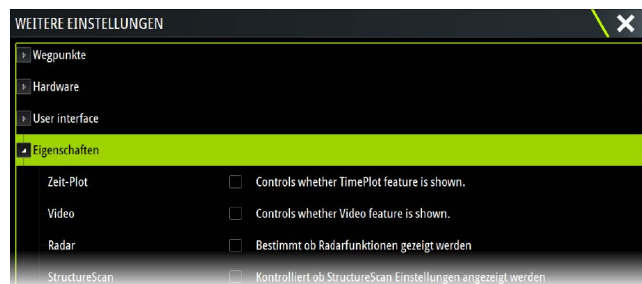 WEITERE EINSTELLUNGEN
Wegpunkte
Hardware
User interface
Eigenschaften
Zeit-Plot Controls whether TimePlot feature is shown.
Video Controls whether Video feature is shown.
Radar Bestimmt ob Radarfunktionen gezeigt werden
StructureScan Kontrolliert ob StructureScan Einstellungen angezeigt werden